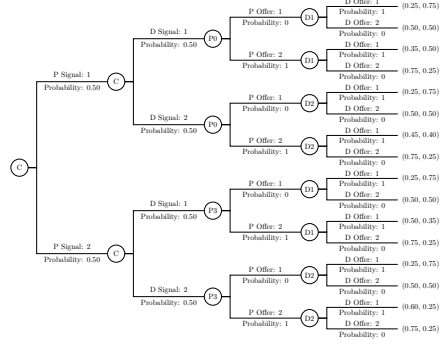 D Offer: 1
(0.25, 0.75)
P Offer: 1
Probability: 1
Probability: 0
D1
D Offer: 2
(0.50, 0.50)
D Signal: 1
Probability: 0
Probability: 0.50
P0
D Offer: 1
(0.35, 0.50)
P Offer: 2
Probability: 1
Probability: 1
D1
D Offer: 2
(0.75, 0.25)
P Signal: 1
Probability: 0
Probability: 0.50
C
D Offer: 1
(0.25, 0.75)
P Offer: 1
Probability: 1
Probability: 0
D2
D Offer: 2
(0.50, 0.50)
D Signal: 2
Probability: 0
Probability: 0.50
P0
D Offer: 1
(0.45, 0.40)
P Offer: 2
Probability: 1
Probability: 1
D2
D Offer: 2
(0.75, 0.25)
Probability: 0
C
D Offer: 1
(0.25, 0.75)
P Offer: 1
Probability: 1
Probability: 0
D1
D Offer: 2
(0.50, 0.50)
D Signal: 1
Probability: 0
Probability: 0.50
P3
D Offer: 1
(0.50, 0.35)
P Offer: 2
Probability: 1
Probability: 1
D1
D Offer: 2
(0.75, 0.25)
P Signal: 2
Probability: 0
Probability: 0.50
C
D Offer: 1
(0.25, 0.75)
P Offer: 1
Probability: 1
Probability: 0
D2
D Offer: 2
(0.50, 0.50)
D Signal: 2
Probability: 0
Probability: 0.50
P3
D Offer: 1
(0.60, 0.25)
P Offer: 2
Probability: 1
Probability: 1
D2
D Offer: 2
(0.75, 0.25)
Probability: 0